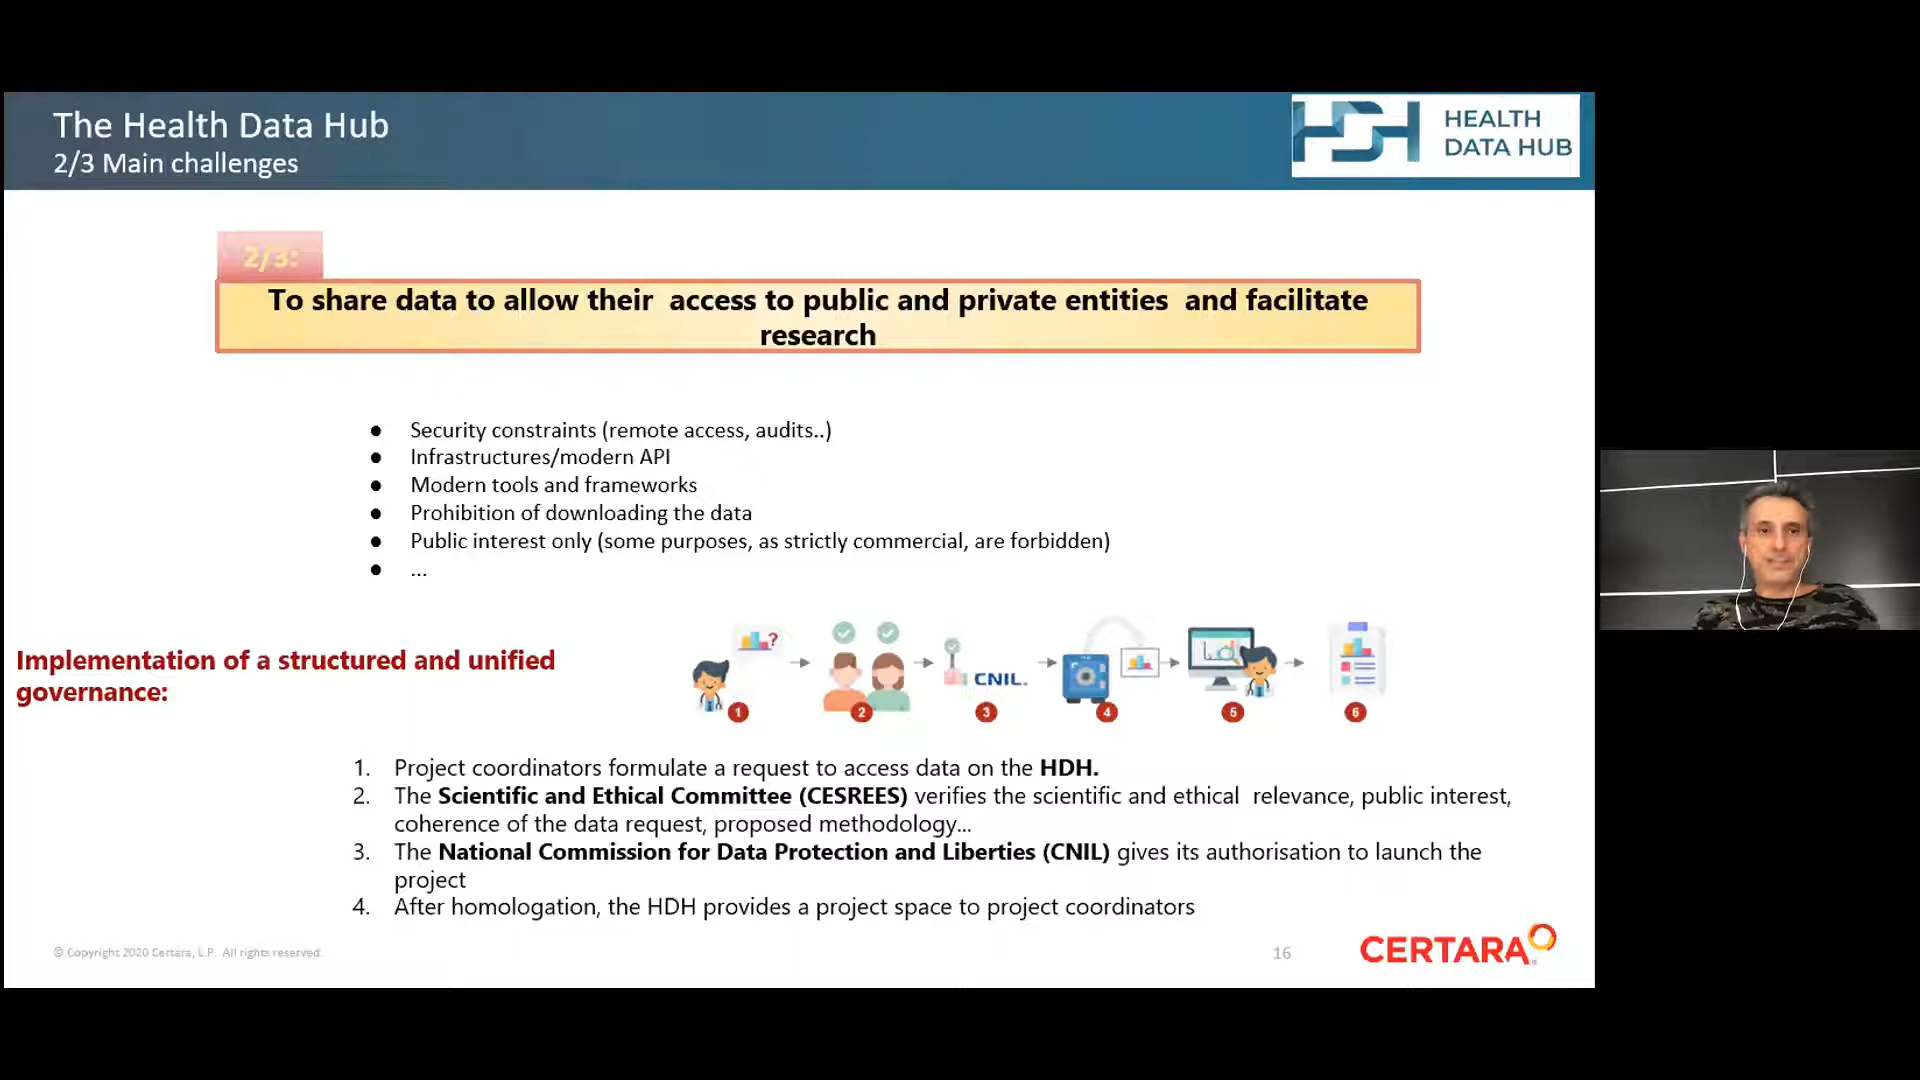 The Health Data Hub
2/3 Main challenges
HEALTH
DATA HUB
2/3:
To share data to allow their access to public and private entities and facilitate
research
● Security constraints (remote access, audits..)
● Infrastructures/modern API
● Modern tools and frameworks
● Prohibition of downloading the data
● Public interest only (some purposes, as strictly commercial, are forbidden)
● ...
Implementation of a structured and unified
governance:
?
CNIL.
1 2 3 4 5 6
1. Project coordinators formulate a request to access data on the HDH.
2. The Scientific and Ethical Committee (CESREES) verifies the scientific and ethical relevance, public interest,
coherence of the data request, proposed methodology...
3. The National Commission for Data Protection and Liberties (CNIL) gives its authorisation to launch the
project
4. After homologation, the HDH provides a project space to project coordinators
© Copyright 2020 Certara, L.P. All rights reserved.
16
CERTARA